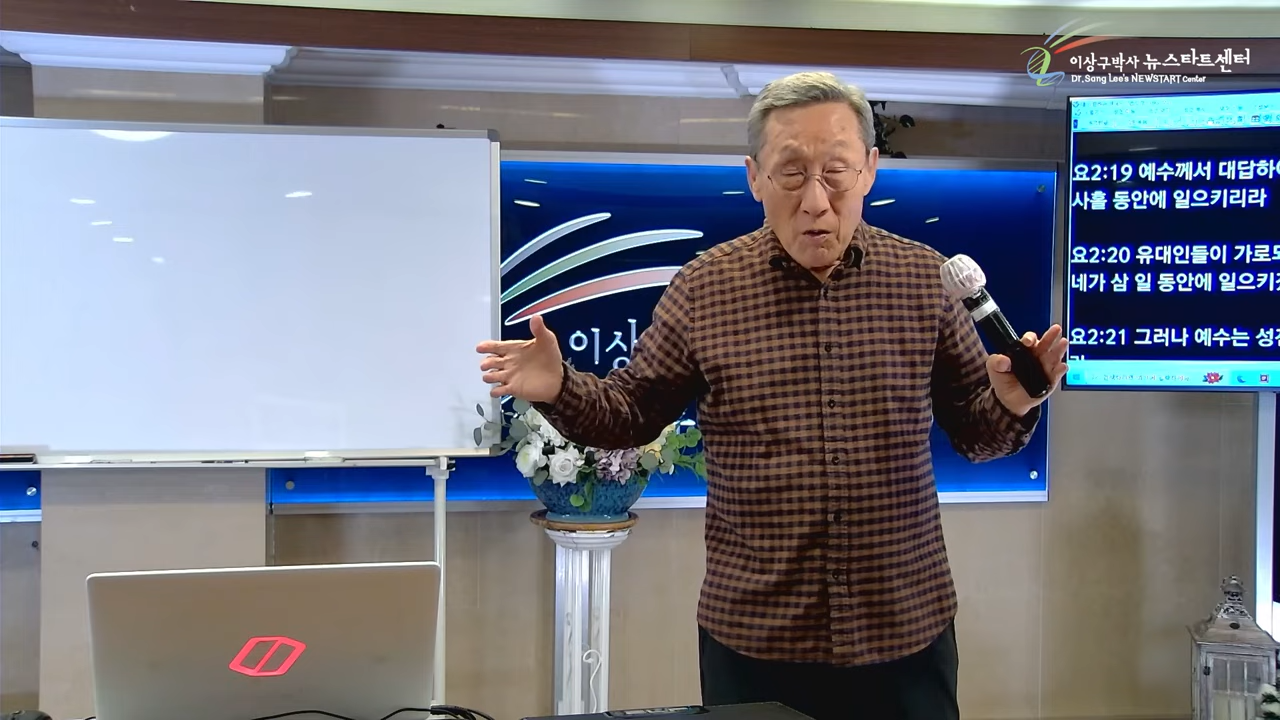 이상구박사 뉴스타트센터
Dr. Sang Lee's NEWSTART Center
요2:19 예수께서 대답하여
사흘 동안에 일으키리라
요2:20 유대인들이 가로되
네가 삼 일 동안에 일으키
요2:21 그러나 예수는 성전
이상